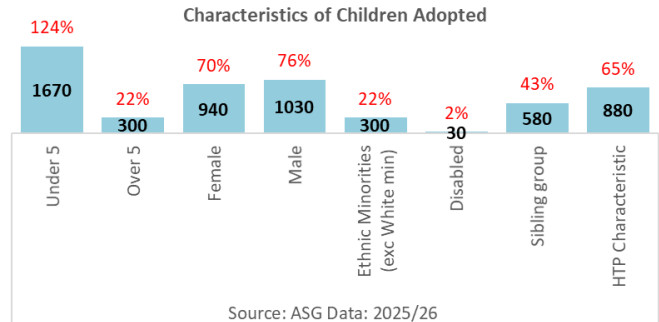 Characteristics of Children Adopted
124%
1670
22%
300
70%
940
76%
1030
22%
300
2%
30
43%
580
65%
880
Under 5
Over 5
Female
Male
Ethnic Minorities
(exc White min)
Disabled
Sibling group
HTP Characteristic
Source: ASG Data: 2025/26